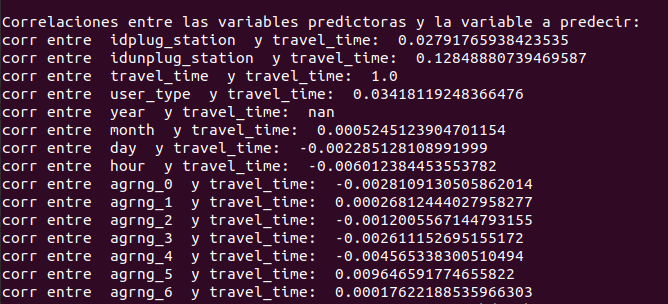 Correlaciones entre las variables predictoras y la variable a predecir:
corr entre  idplug_station  y travel_time:  0.02791765938423535
corr entre  idunplug_station  y travel_time:  0.12848880739469587
corr entre  travel_time  y travel_time:  1.0
corr entre  user_type  y travel_time:  0.03418119248366476
corr entre  year  y travel_time:  nan
corr entre  month  y travel_time:  0.0005245123904701154
corr entre  day  y travel_time:  -0.002285128108991999
corr entre  hour  y travel_time:  -0.006012384453553782
corr entre  agrng_0  y travel_time:  -0.0028109130505862014
corr entre  agrng_1  y travel_time:  0.00026812444027958277
corr entre  agrng_2  y travel_time:  -0.0012005567144793155
corr entre  agrng_3  y travel_time:  -0.002611152695155172
corr entre  agrng_4  y travel_time:  -0.004565338300510494
corr entre  agrng_5  y travel_time:  0.009646591774655822
corr entre  agrng_6  y travel_time:  0.00017622188535966303